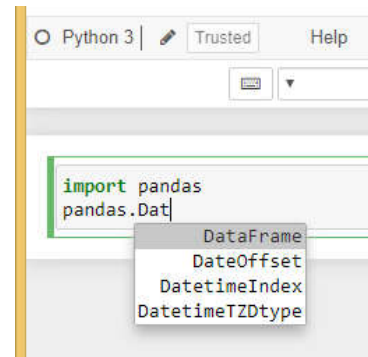 Python 3 Trusted Help
import pandas
pandas.Dat
DataFrame
DateOffset
DatetimeIndex
DatetimeTZDtype